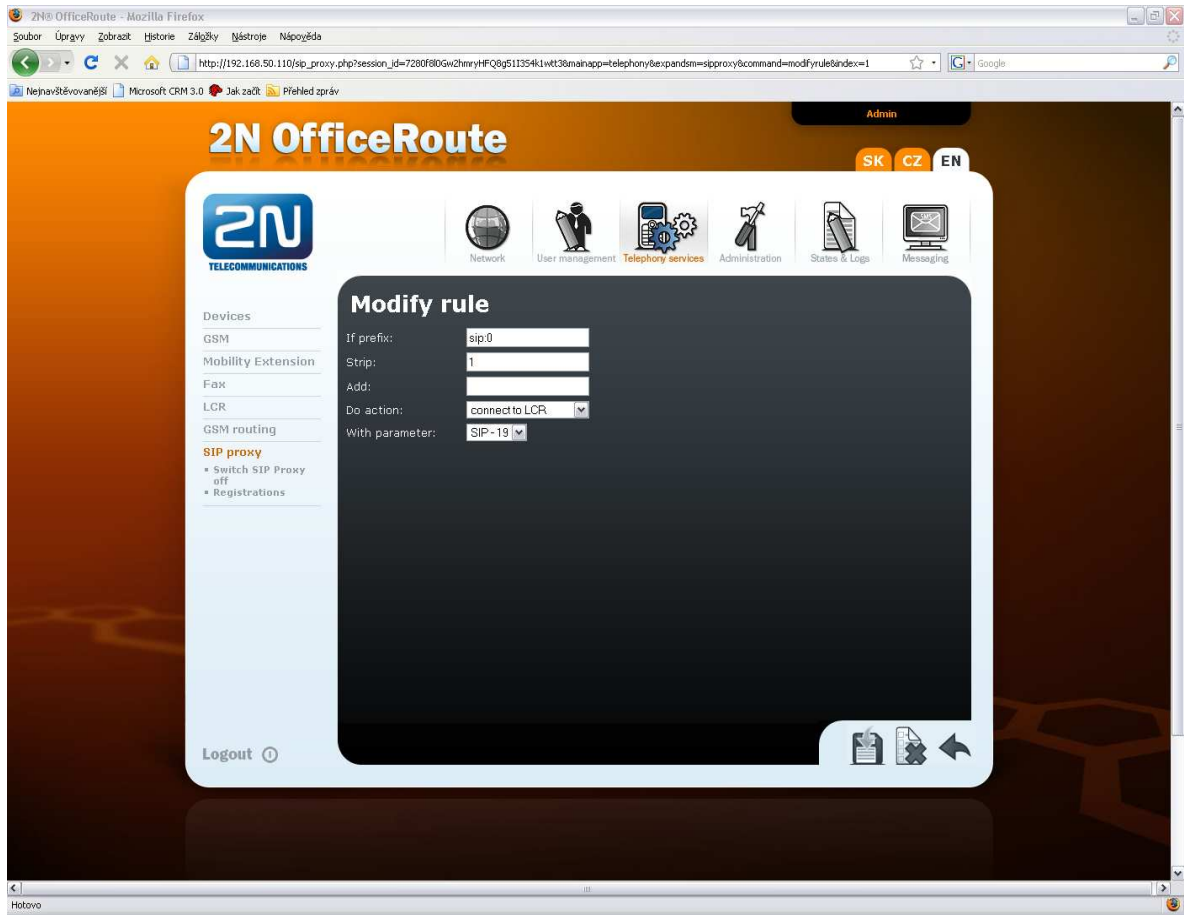 2N® OfficeRoute - Mozilla Firefox
Soubor Úpravy Zobrazit Historie Záložky Nástroje Nápověda
http://192.168.50.110/sip_proxy.php?session_id=7280f8l0Gw2hmryHFQ8g51I354k1wtt3&mainapp=telephony&expandsm=sipproxy&command=modifyrule&index=1
G Google
Nejnavštěvovanější Microsoft CRM 3.0 Jak začít Přehled zpráv
Admin
2N OfficeRoute
SK CZ EN
2N
TELECOMMUNICATIONS
SMS
Network User management Telephony services Administration States & Logs Messaging
Modify rule
Devices
GSM
Mobility Extension
Fax
LCR
GSM routing
SIP proxy
Switch SIP Proxy
off
Registrations
If prefix: sip:0
Strip: 1
Add:
Do action: connect to LCR
With parameter: SIP - 19
Logout
Hotovo